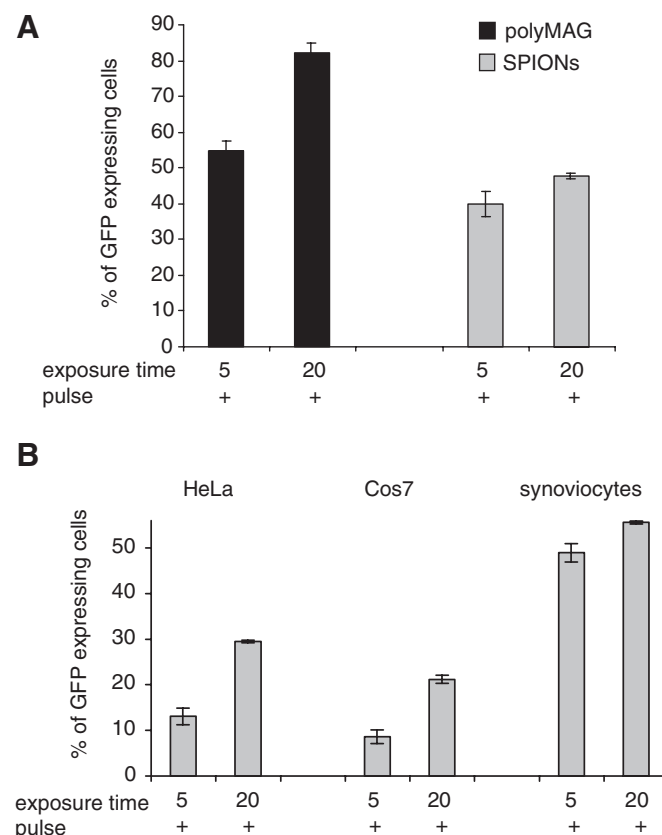 A
polyMAG
SPIONs
% of GFP expressing cells
90
80
70
60
50
40
30
20
10
0
exposure time 5 20 5 20
pulse + + + +
B
HeLa Cos7 synoviocytes
% of GFP expressing cells
50
40
30
20
10
0
exposure time 5 20 5 20 5 20
pulse + + + + + +